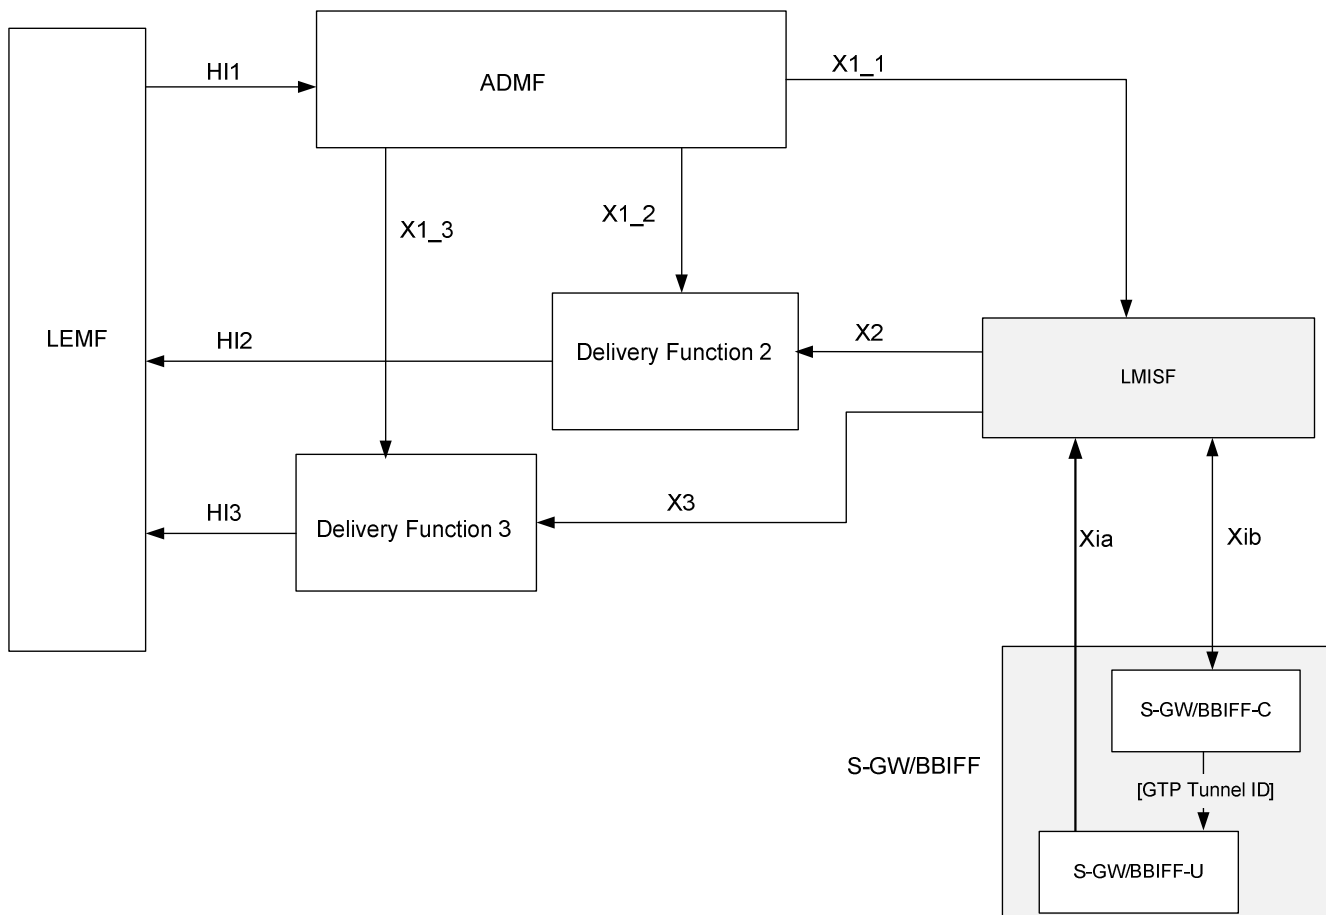 HI1
ADMF
X1_1
X1_3
X1_2
LEMF
HI2
Delivery Function 2
X2
LMISF
HI3
Delivery Function 3
X3
Xia
Xib
S-GW/BBIFF
S-GW/BBIFF-C
[GTP Tunnel ID]
S-GW/BBIFF-U